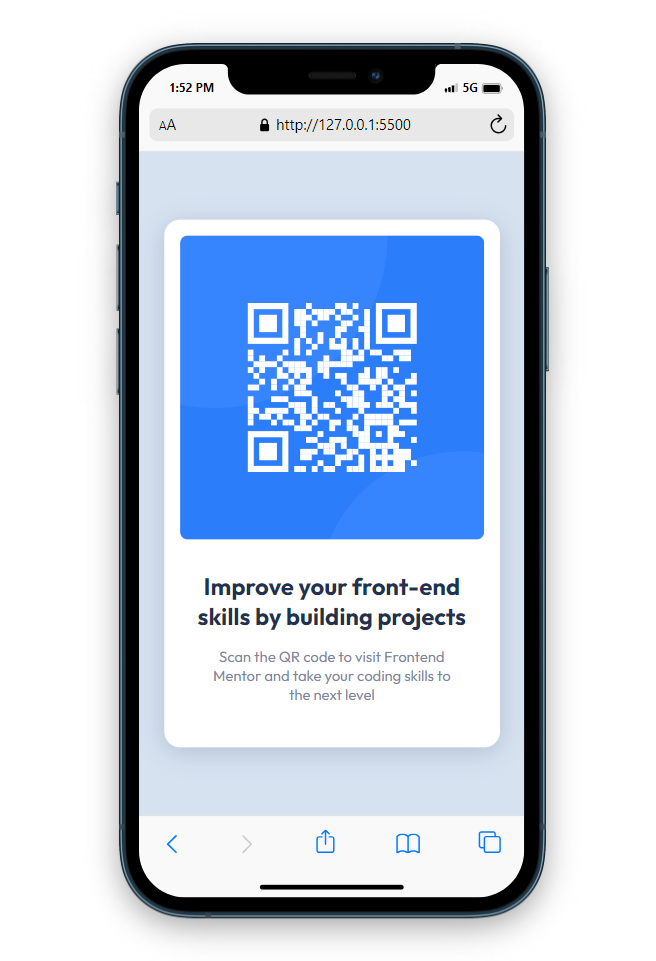 1:52 PM 5G
AA http://127.0.0.1:5500
Improve your front-end
skills by building projects
Scan the QR code to visit Frontend
Mentor and take your coding skills to
the next level